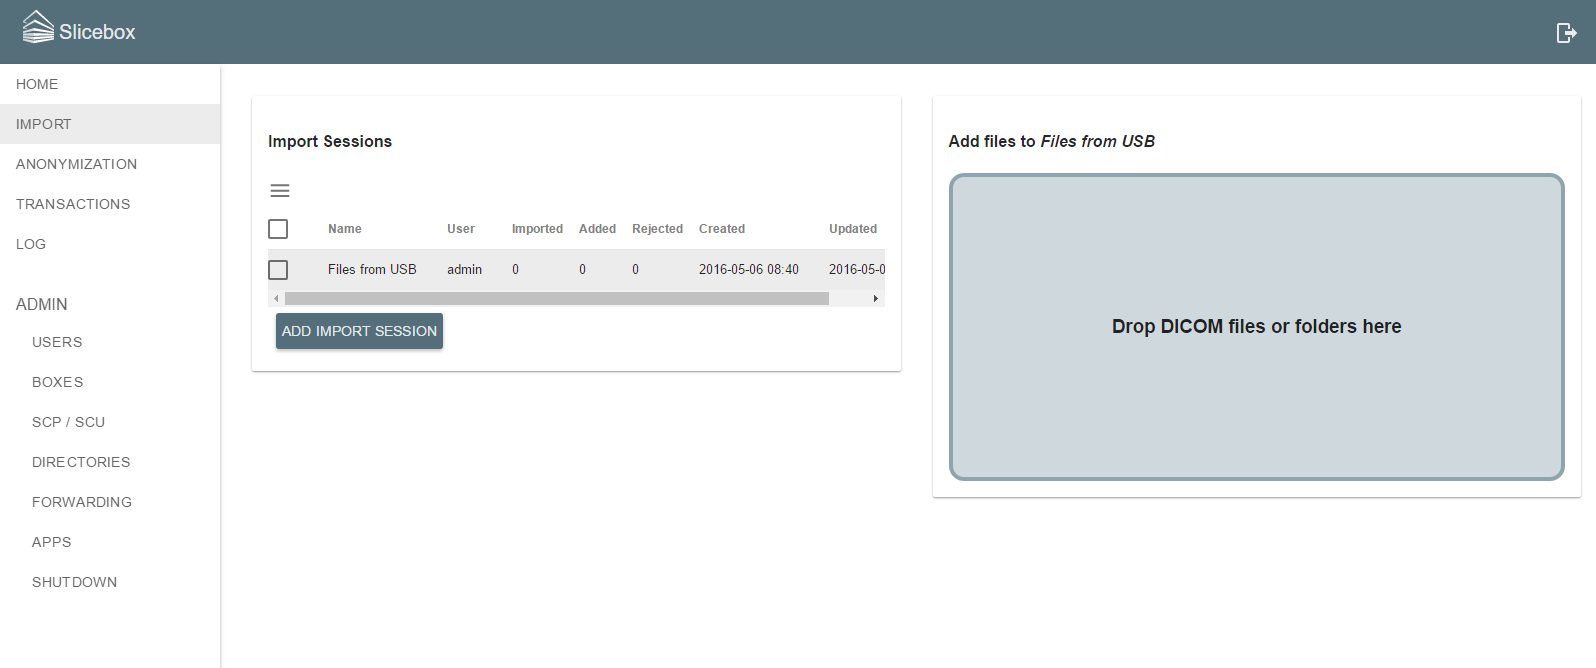 Slicebox
HOME
IMPORT
ANONYMIZATION
TRANSACTIONS
LOG
ADMIN
USERS
BOXES
SCP / SCU
DIRECTORIES
FORWARDING
APPS
SHUTDOWN
Import Sessions
Name User Imported Added Rejected Created Updated
Files from USB admin 0 0 0 2016-05-06 08:40 2016-05-0
ADD IMPORT SESSION
Add files to Files from USB
Drop DICOM files or folders here